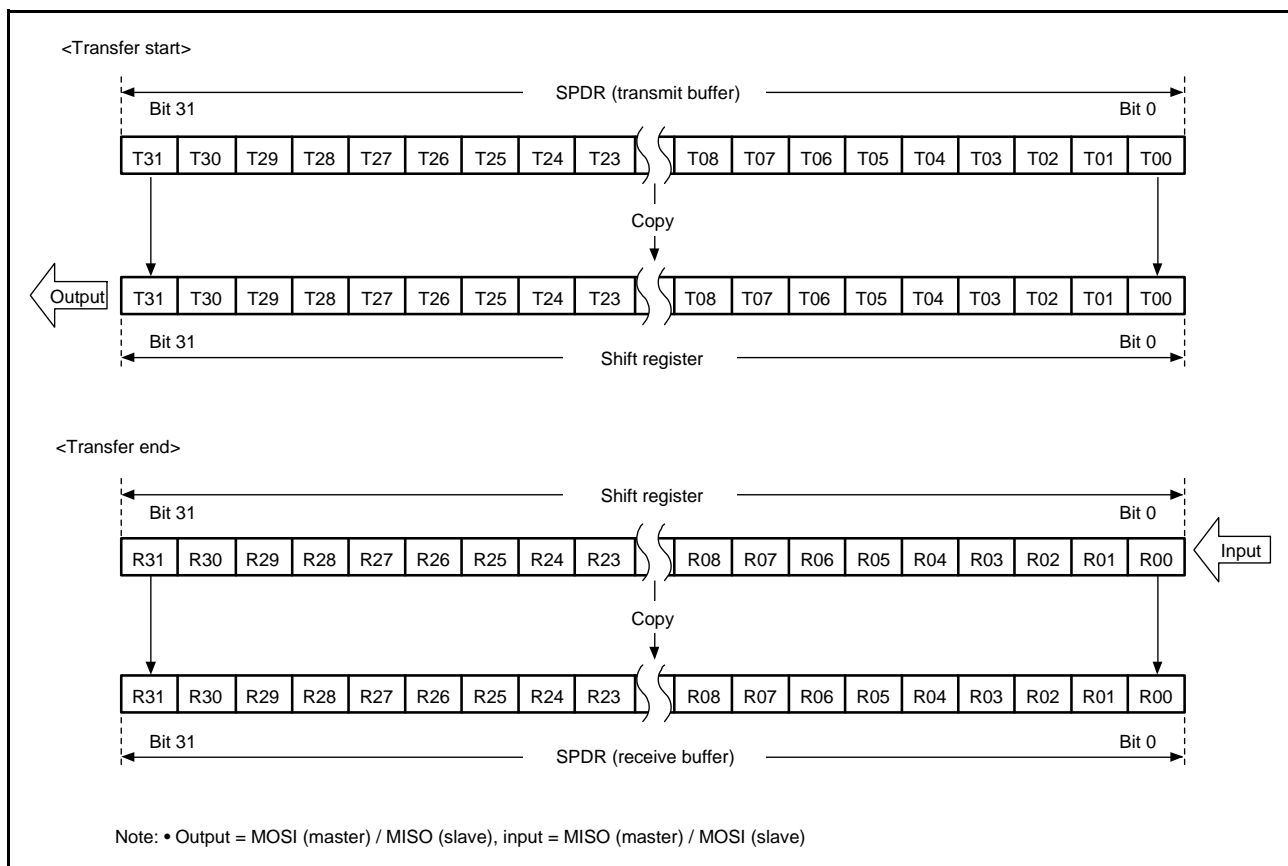 <Transfer start>
SPDR (transmit buffer)
Bit 31 Bit 0
T31 T30 T29 T28 T27 T26 T25 T24 T23 T08 T07 T06 T05 T04 T03 T02 T01 T00
Copy
Output T31 T30 T29 T28 T27 T26 T25 T24 T23 T08 T07 T06 T05 T04 T03 T02 T01 T00
Bit 31 Bit 0
Shift register
<Transfer end>
Shift register
Bit 31 Bit 0
R31 R30 R29 R28 R27 R26 R25 R24 R23 R08 R07 R06 R05 R04 R03 R02 R01 R00 Input
Copy
R31 R30 R29 R28 R27 R26 R25 R24 R23 R08 R07 R06 R05 R04 R03 R02 R01 R00
Bit 31 Bit 0
SPDR (receive buffer)
Note: • Output = MOSI (master) / MISO (slave), input = MISO (master) / MOSI (slave)